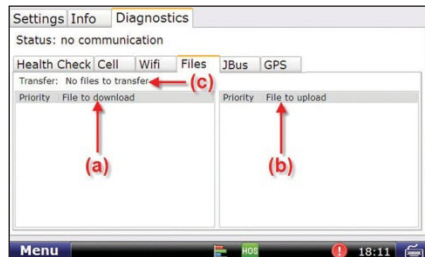 Settings Info Diagnostics
Status: no communication
Health Check Cell Wifi Files JBus GPS
Transfer: No files to transfer (c)
Priority File to download Priority File to upload
(a) (b)
Menu HOS 18:11